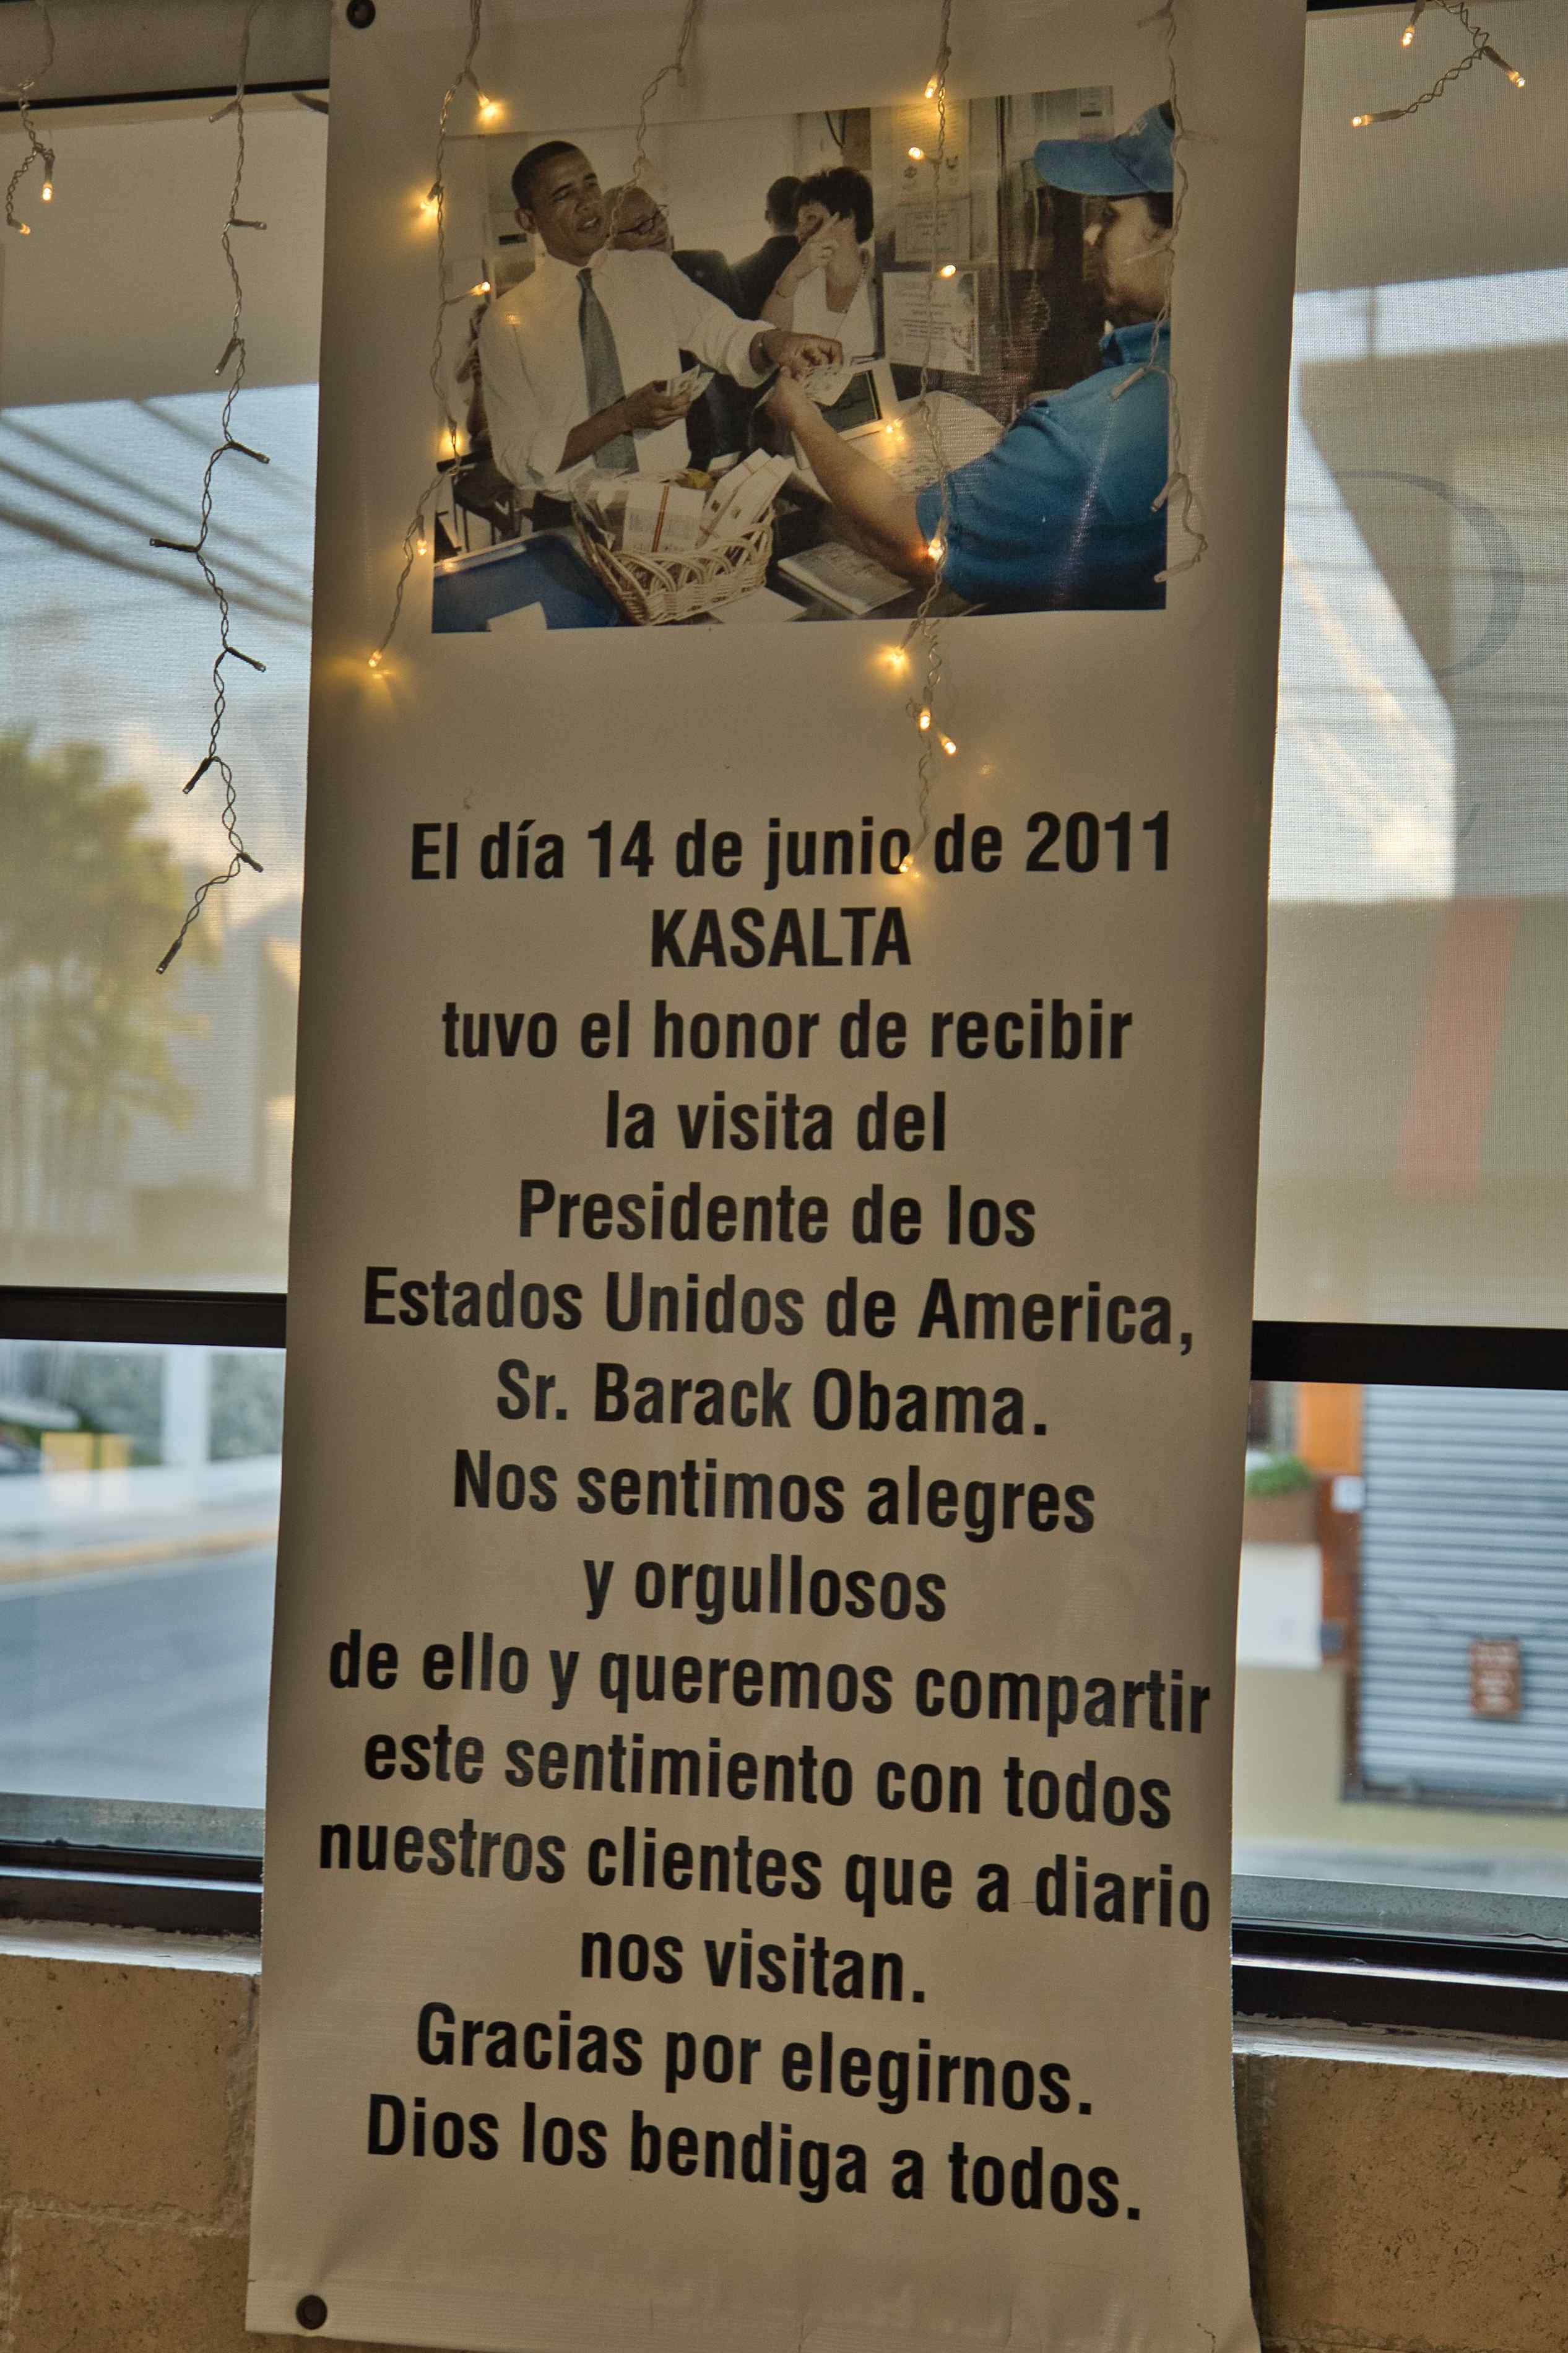 El día 14 de junio de 2011
KASALTA
tuvo el honor de recibir
la visita del
Presidente de los
Estados Unidos de America,
Sr. Barack Obama.
Nos sentimos alegres
y orgullosos
de ello y queremos compartir
este sentimiento con todos
nuestros clientes que a diario
nos visitan.
Gracias por elegirnos.
Dios los bendiga a todos.